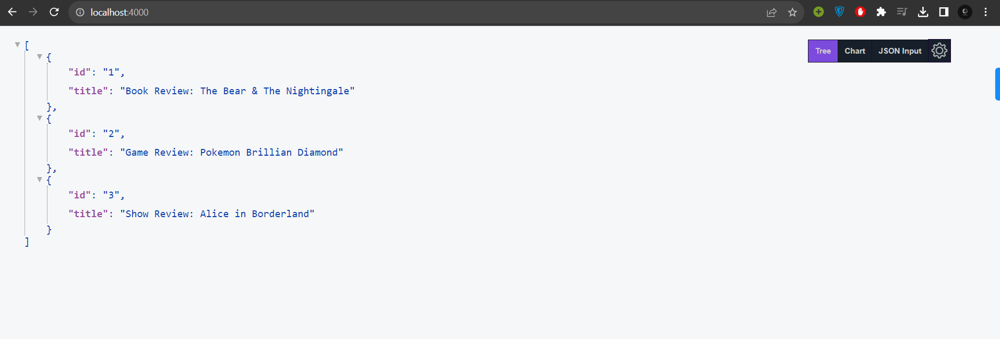 localhost:4000
Tree Chart JSON Input
[
{
"id": "1",
"title": "Book Review: The Bear & The Nightingale"
},
{
"id": "2",
"title": "Game Review: Pokemon Brillian Diamond"
},
{
"id": "3",
"title": "Show Review: Alice in Borderland"
}
]